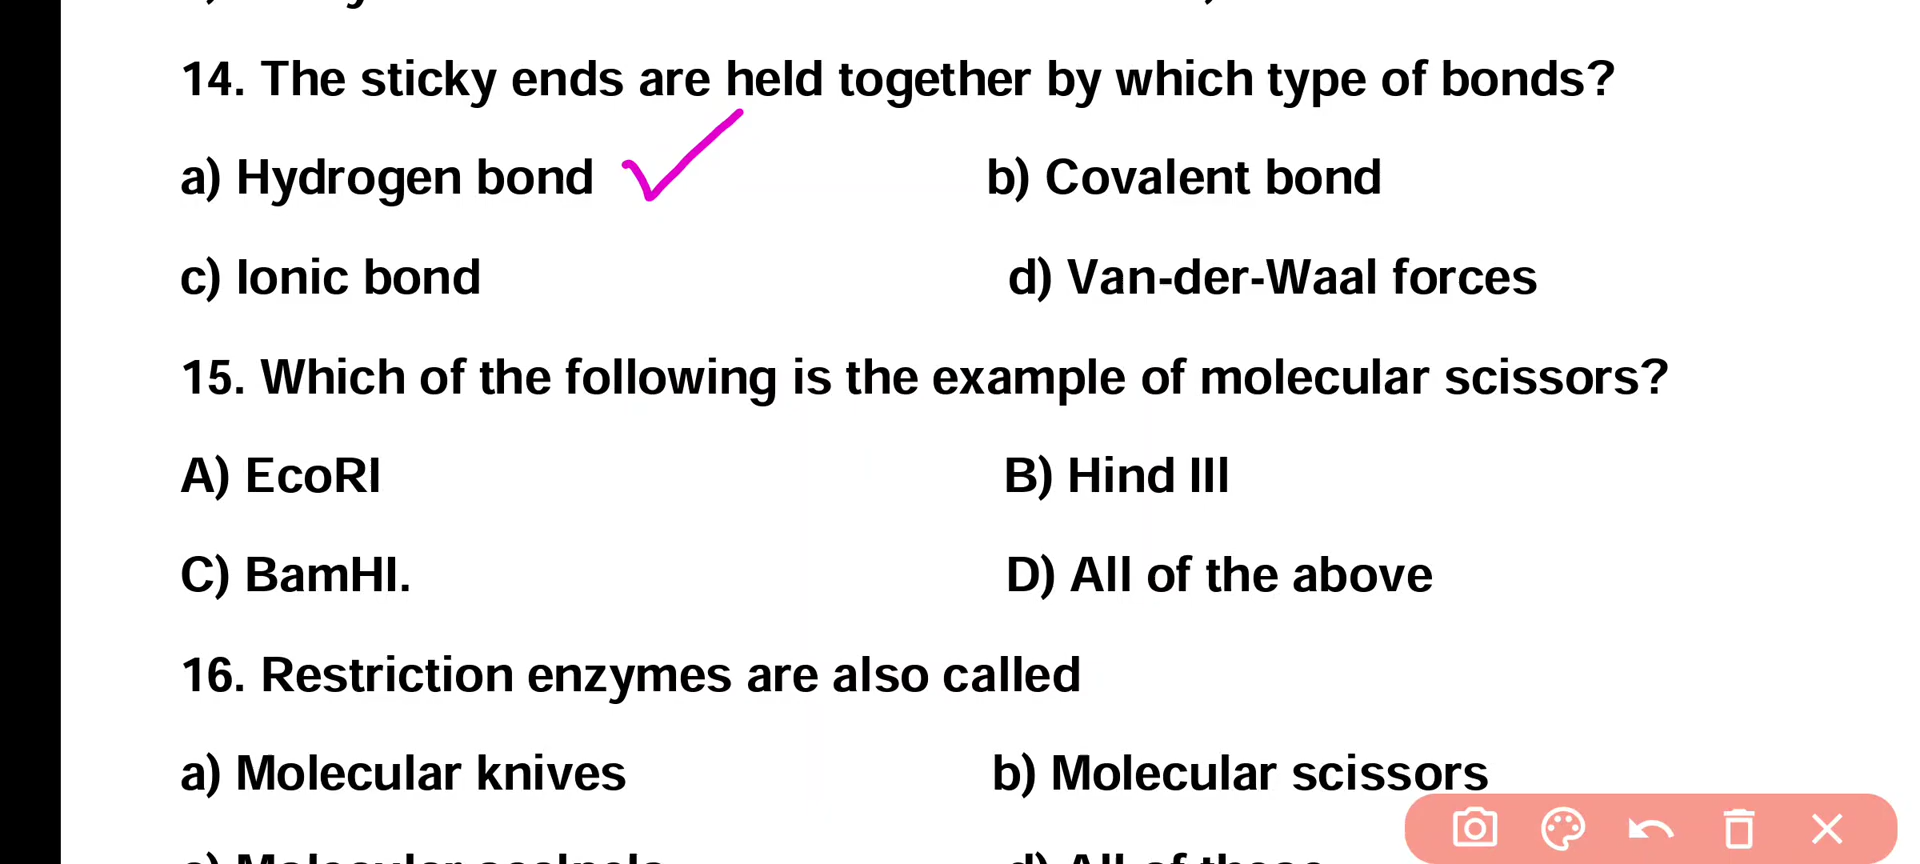 14. The sticky ends are held together by which type of bonds?
a) Hydrogen bond b) Covalent bond
c) Ionic bond d) Van-der-Waal forces
15. Which of the following is the example of molecular scissors?
A) EcoRI B) Hind III
C) BamHI. D) All of the above
16. Restriction enzymes are also called
a) Molecular knives b) Molecular scissors